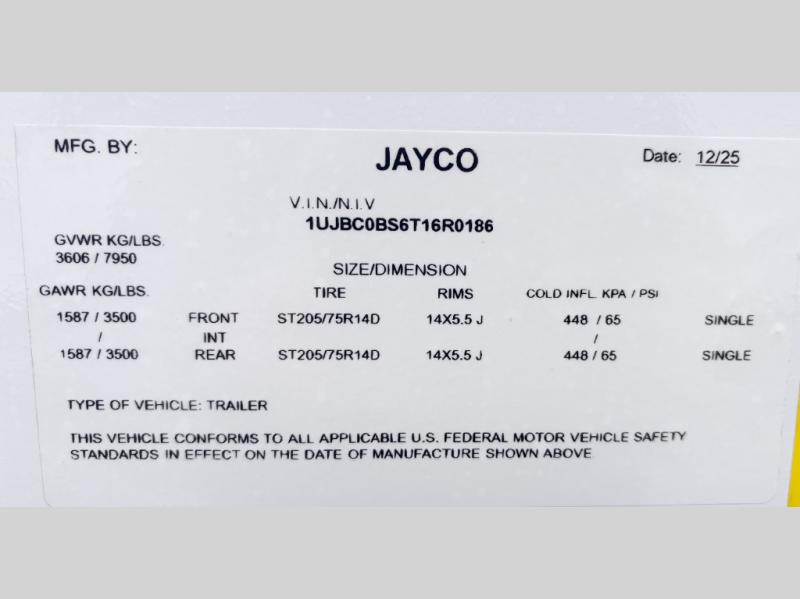 MFG. BY: JAYCO Date: 12/25
V.I.N./N.I.V
1UJBC0BS6T16R0186
GVWR KG/LBS.
3606 / 7950
SIZE/DIMENSION
GAWR KG/LBS. TIRE RIMS COLD INFL. KPA / PSI
1587 / 3500 FRONT ST205/75R14D 14X5.5 J 448 / 65 SINGLE
/ INT /
1587 / 3500 REAR ST205/75R14D 14X5.5 J 448 / 65 SINGLE
TYPE OF VEHICLE: TRAILER
THIS VEHICLE CONFORMS TO ALL APPLICABLE U.S. FEDERAL MOTOR VEHICLE SAFETY
STANDARDS IN EFFECT ON THE DATE OF MANUFACTURE SHOWN ABOVE